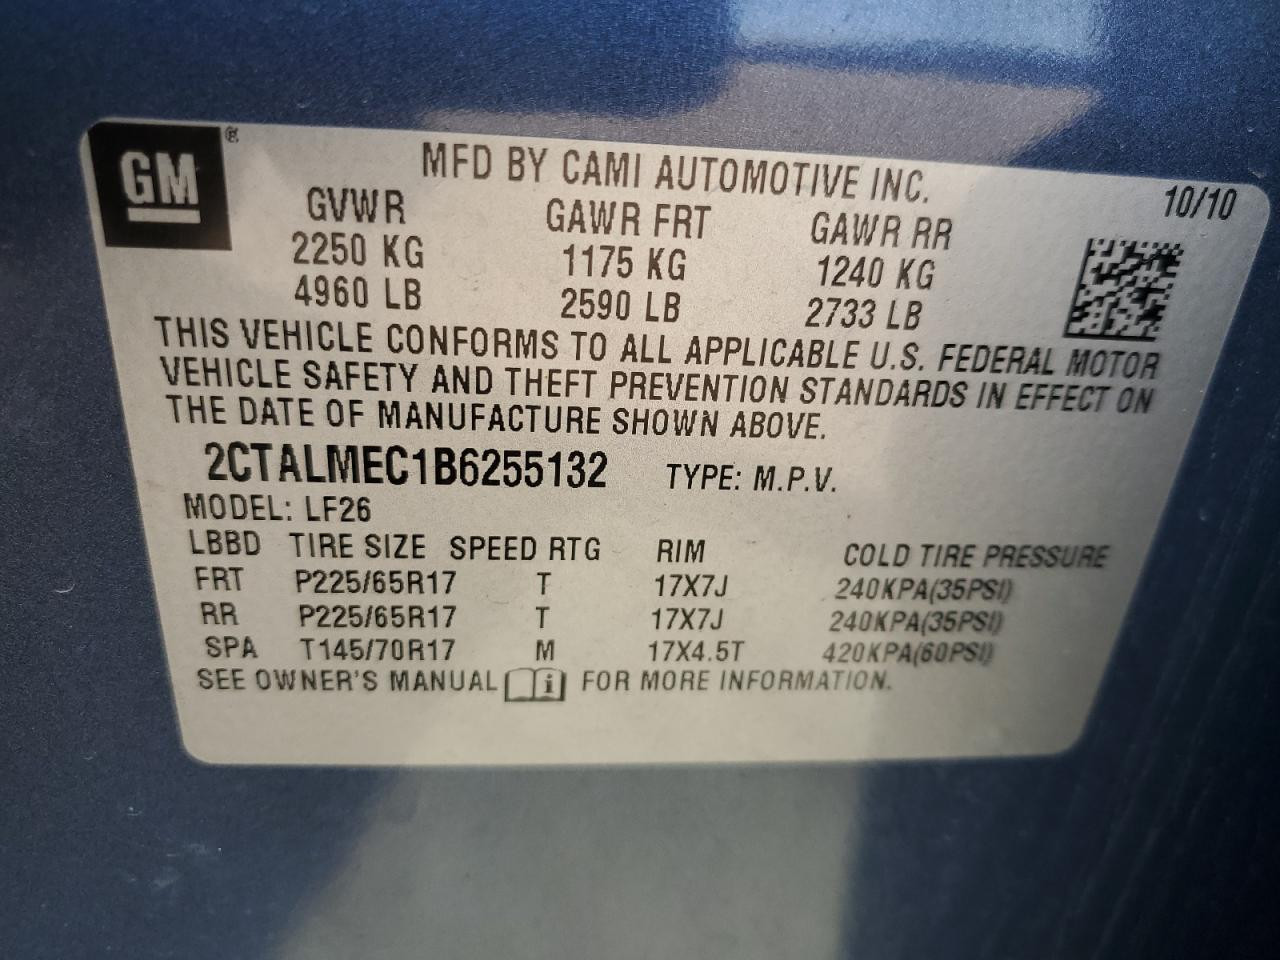 GM®
MFD BY CAMI AUTOMOTIVE INC. 10/10
GVWR GAWR FRT GAWR RR
2250 KG 1175 KG 1240 KG
4960 LB 2590 LB 2733 LB
THIS VEHICLE CONFORMS TO ALL APPLICABLE U.S. FEDERAL MOTOR
VEHICLE SAFETY AND THEFT PREVENTION STANDARDS IN EFFECT ON
THE DATE OF MANUFACTURE SHOWN ABOVE.
2CTALMEC1B6255132 TYPE: M.P.V.
MODEL: LF26
LBBD TIRE SIZE SPEED RTG RIM COLD TIRE PRESSURE
FRT P225/65R17 T 17X7J 240KPA(35PSI)
RR P225/65R17 T 17X7J 240KPA(35PSI)
SPA T145/70R17 M 17X4.5T 420KPA(60PSI)
SEE OWNER'S MANUAL i FOR MORE INFORMATION.